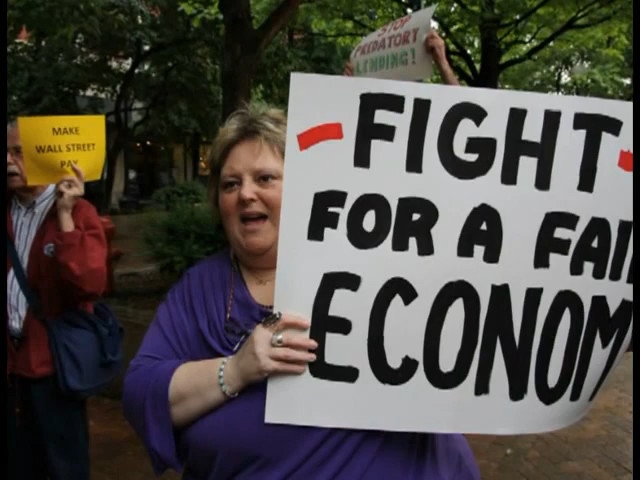 STOP
PREDATORY
LENDING!
MAKE
WALL STREET
PAY
FIGHT
FOR A FAI
ECONOM